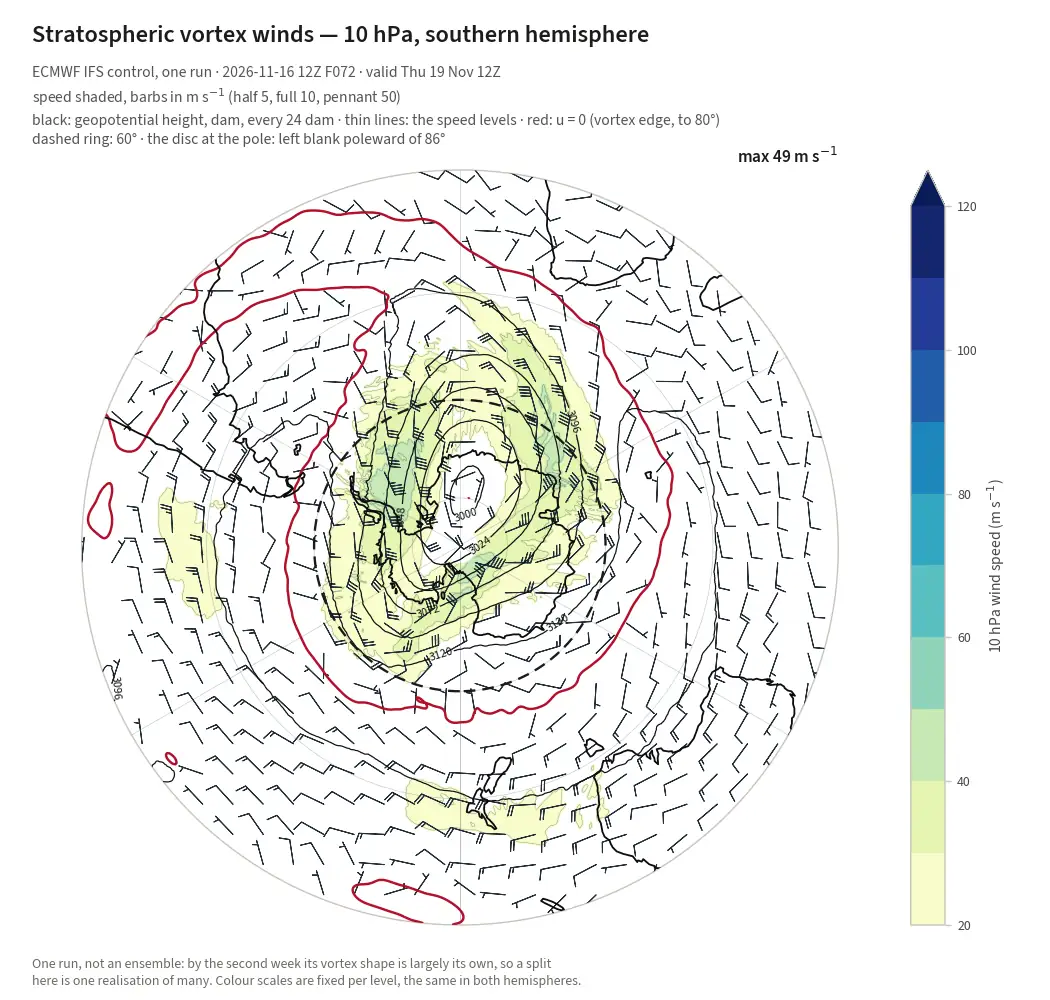 Stratospheric vortex winds — 10 hPa, southern hemisphere
ECMWF IFS control, one run · 2026-11-16 12Z F072 · valid Thu 19 Nov 12Z
speed shaded, barbs in m s⁻¹ (half 5, full 10, pennant 50)
black: geopotential height, dam, every 24 dam · thin lines: the speed levels · red: u = 0 (vortex edge, to 80°)
dashed ring: 60° · the disc at the pole: left blank poleward of 86°
max 49 m s⁻¹
120
100
80
60
40
20
10 hPa wind speed (m s⁻¹)
3096
3000
3024
3072
3120
3120
3096
One run, not an ensemble: by the second week its vortex shape is largely its own, so a split
here is one realisation of many. Colour scales are fixed per level, the same in both hemispheres.